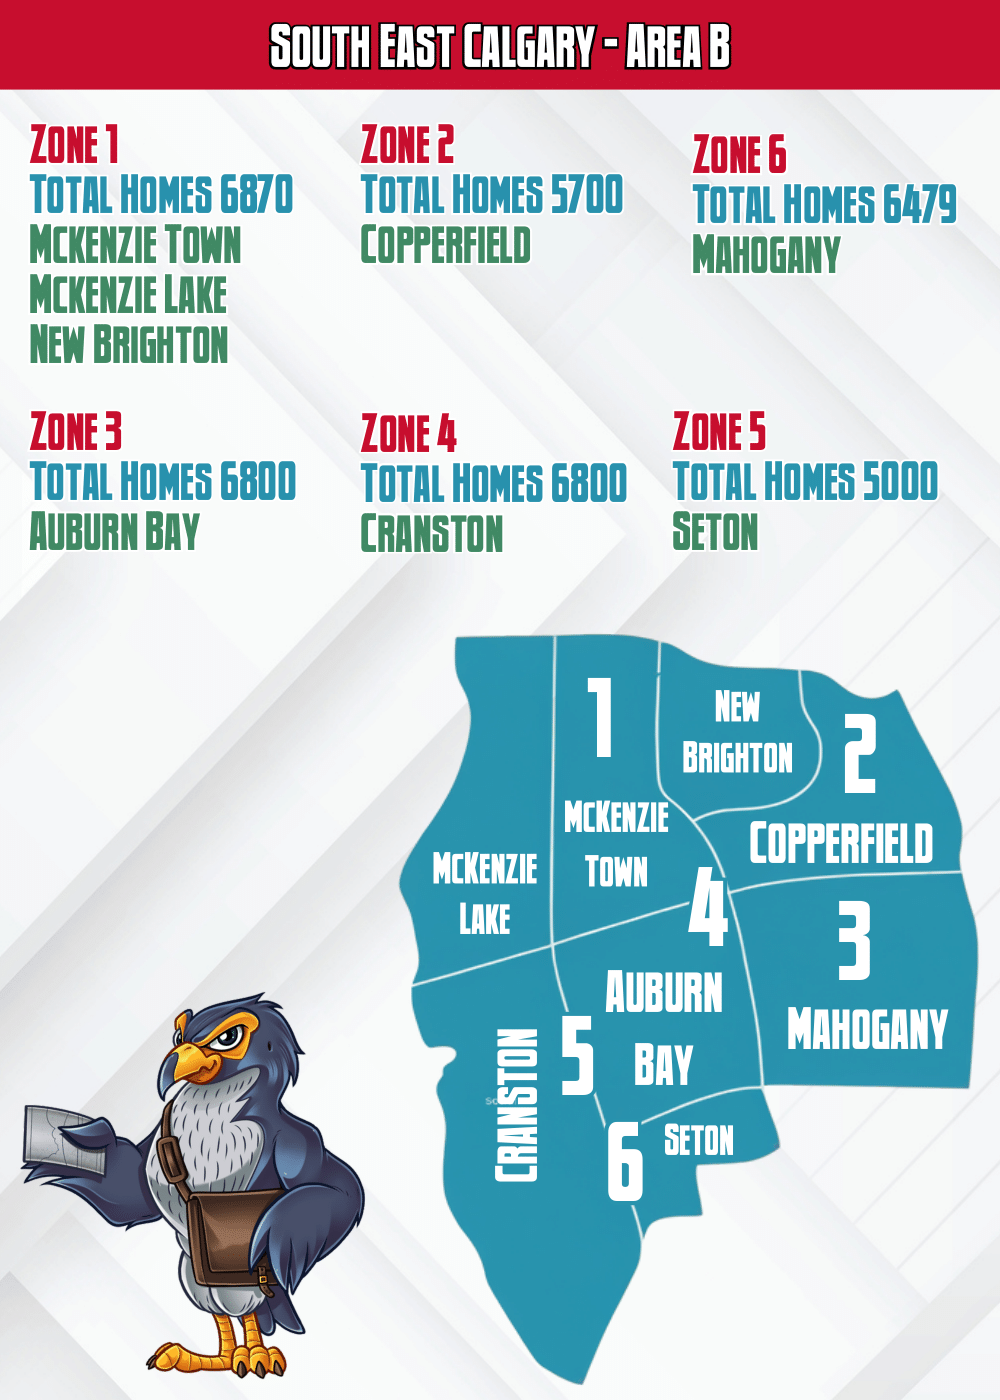 South East Calgary - Area B
Zone 1
Total Homes 6870
McKenzie Town
McKenzie Lake
New Brighton
Zone 2
Total Homes 5700
Copperfield
Zone 6
Total Homes 6479
Mahogany
Zone 3
Total Homes 6800
Auburn Bay
Zone 4
Total Homes 6800
Cranston
Zone 5
Total Homes 5000
Seton
1
New
Brighton
2
McKenzie
Town
Copperfield
McKenzie
Lake
4
3
Auburn
Bay
Mahogany
Cranston
5
6
Seton